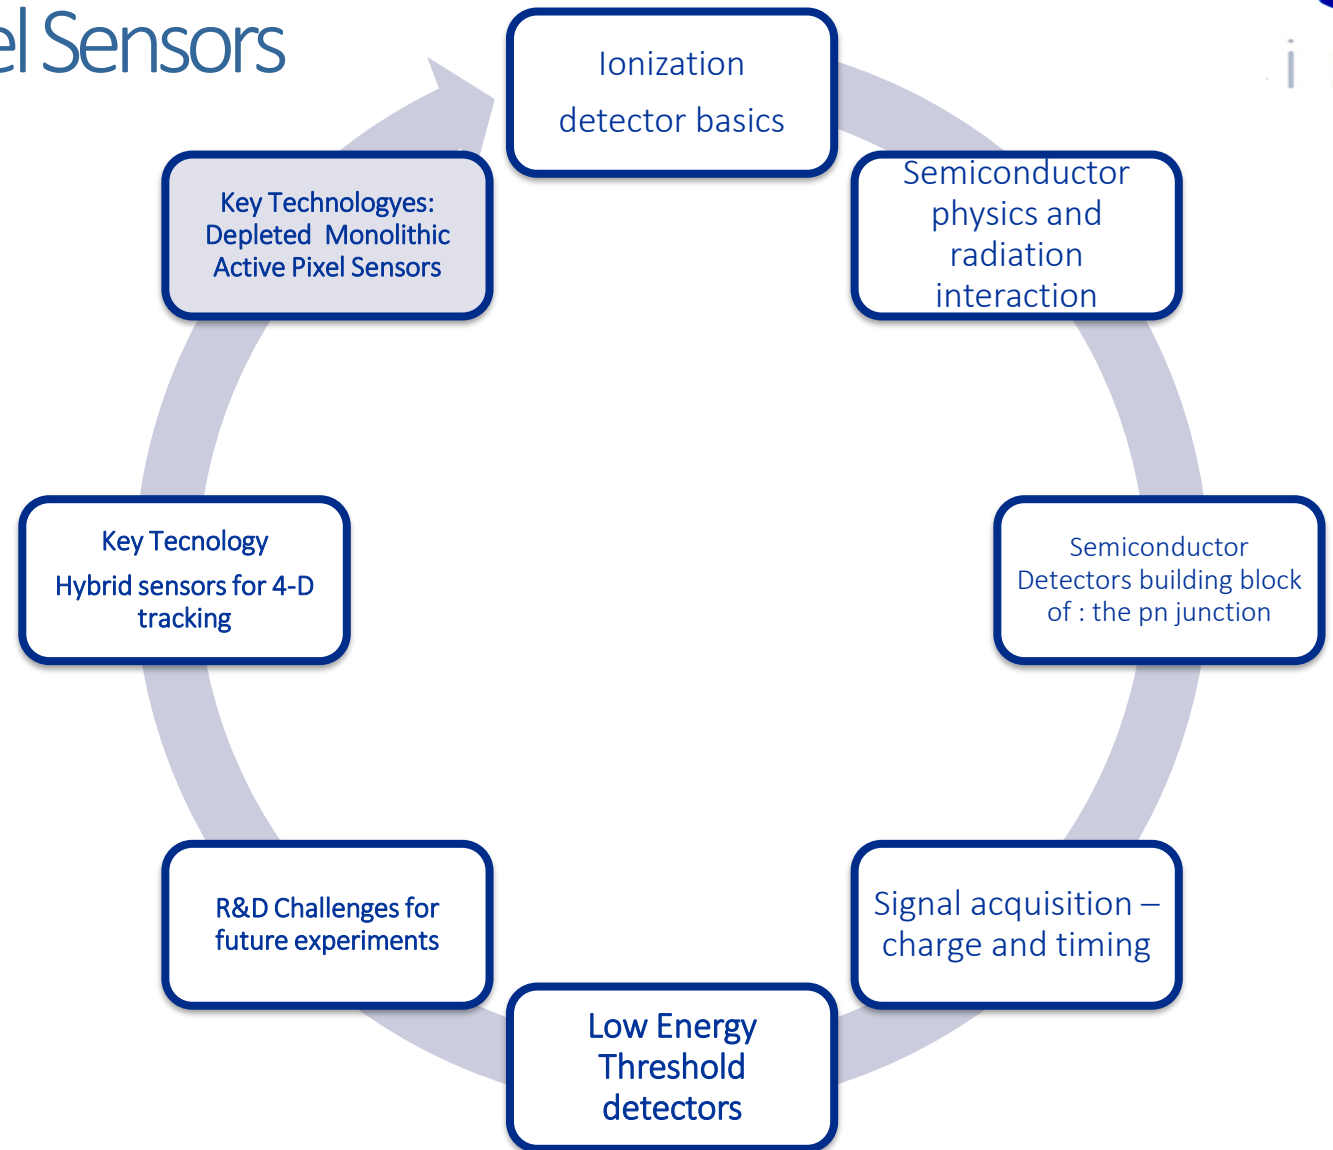 el Sensors
Ionization
detector basics
Semiconductor
physics and
radiation
interaction
Semiconductor
Detectors building block
of : the pn junction
Signal acquisition –
charge and timing
Low Energy
Threshold
detectors
R&D Challenges for
future experiments
Key Tecnology
Hybrid sensors for 4-D
tracking
Key Technologyes:
Depleted  Monolithic
Active Pixel Sensors